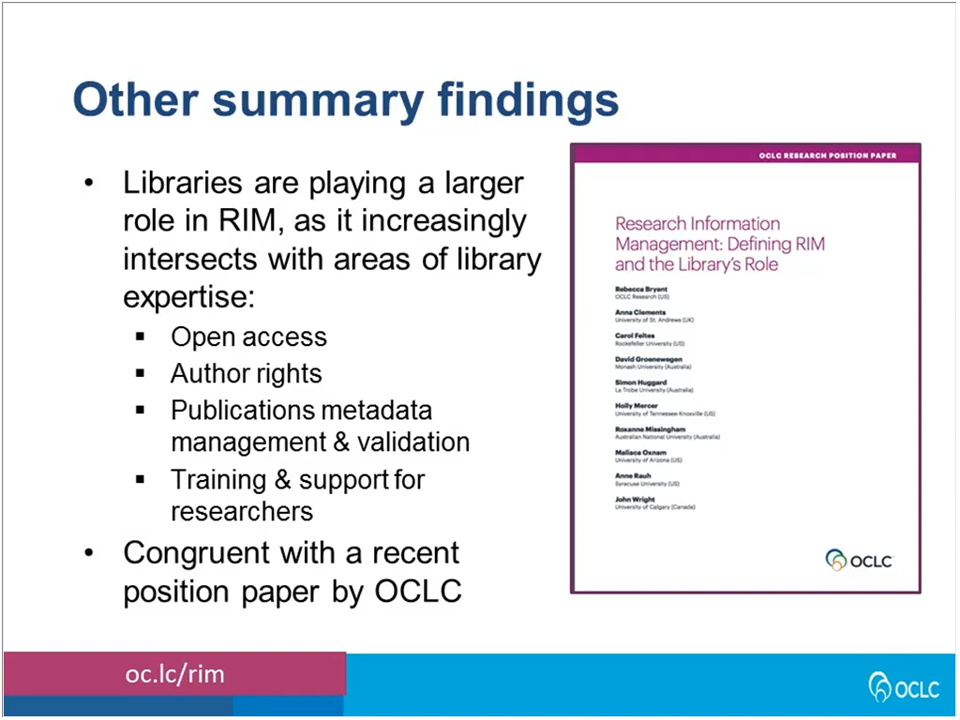 Other summary findings
• Libraries are playing a larger
role in RIM, as it increasingly
intersects with areas of library
expertise:
▪ Open access
▪ Author rights
▪ Publications metadata
management & validation
▪ Training & support for
researchers
• Congruent with a recent
position paper by OCLC
OCLC RESEARCH POSITION PAPER
Research Information
Management: Defining RIM
and the Library's Role
Rebecca Bryant
OCLC Research (US)
Anna Clements
University of St. Andrews (UK)
Carol Feltes
Rockefeller University (US)
David Groenewegen
Monash University (Australia)
Simon Huggard
La Trobe University (Australia)
Holly Mercer
University of Tennessee-Knoxville (US)
Roxanne Missingham
Australian National University (Australia)
Maliaca Oxnam
University of Arizona (US)
Anne Rauh
Syracuse University (US)
John Wright
University of Calgary (Canada)
OCLC
oc.lc/rim
OCLC